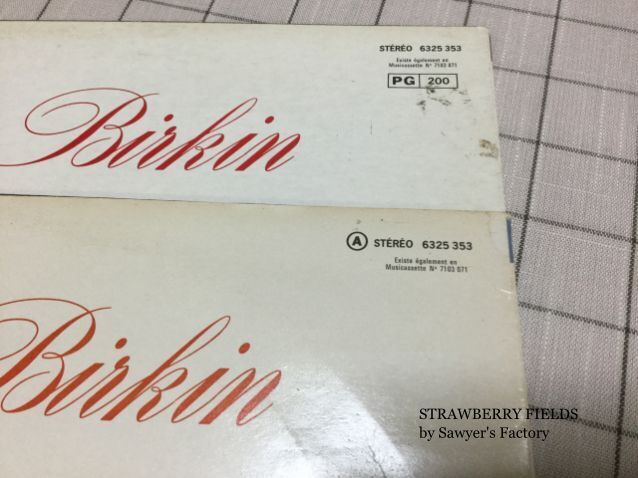 STÉRÉO 6325 353
Existe également en
Musicassette N° 7103 071
PG 200
Birkin
A STÉRÉO 6325 353
Existe également en
Musicassette N° 7103 071
Birkin
STRAWBERRY FIELDS
by Sawyer's Factory